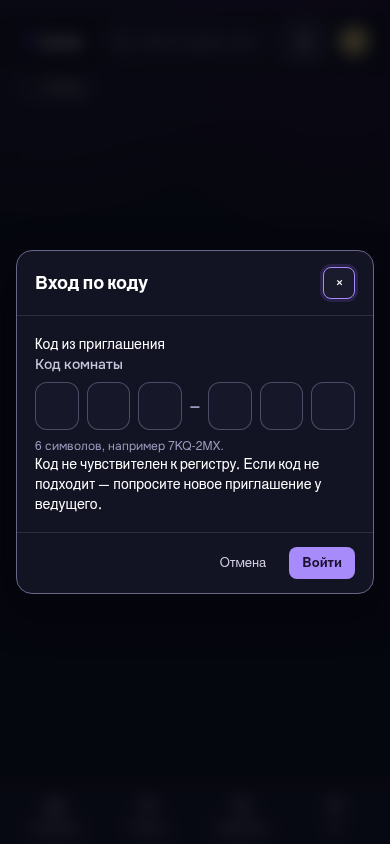 Вход по коду
×
Код из приглашения
Код комнаты
–
6 символов, например 7KQ-2MX.
Код не чувствителен к регистру. Если код не
подходит — попросите новое приглашение у
ведущего.
Отмена
Войти